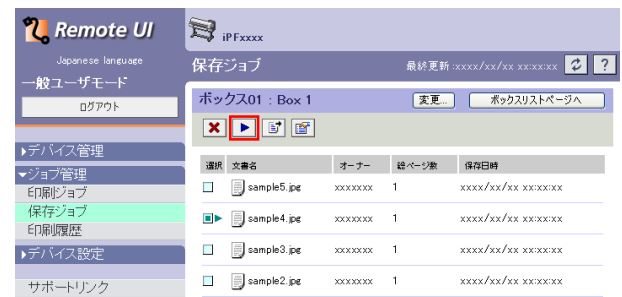 Remote UI
Japanese language
一般ユーザモード
ログアウト
▶デバイス管理
▼ジョブ管理
印刷ジョブ
保存ジョブ
印刷履歴
▶デバイス設定
サポートリンク
iPFxxxx
保存ジョブ
最終更新 :xxxx/xx/xx xx:xx:xx
?
ボックス01 : Box 1
変更...
ボックスリストページへ
選択 文書名 オーナー 総ページ数 保存日時
sample5.jpg xxxxxxx 1 xxxx/xx/xx xx:xx:xx
sample4.jpg xxxxxxx 1 xxxx/xx/xx xx:xx:xx
sample3.jpg xxxxxxx 1 xxxx/xx/xx xx:xx:xx
sample2.jpg xxxxxxx 1 xxxx/xx/xx xx:xx:xx